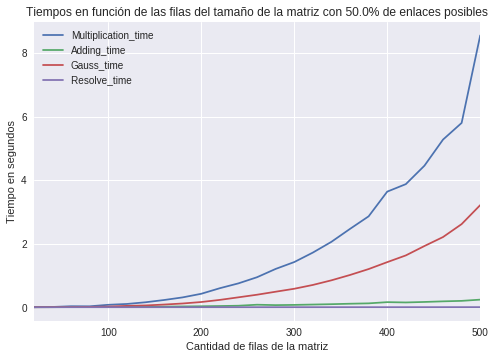 Tiempos en función de las filas del tamaño de la matriz con 50.0% de enlaces posibles
Multiplication_time
Adding_time
Gauss_time
Resolve_time
Tiempo en segundos
8
6
4
2
0
100
200
300
400
500
Cantidad de filas de la matriz